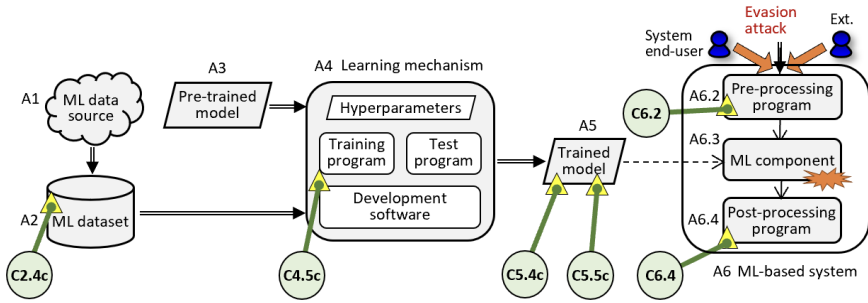 Evasion
attack
Ext.
System
end-user
A1
ML data
source
A3
Pre-trained
model
A4 Learning mechanism
Hyperparameters
Training
program
Test
program
Development
software
A2
ML dataset
A5
Trained
model
A6.2
Pre-processing
program
A6.3
ML component
A6.4
Post-processing
program
A6 ML-based system
C2.4c
C4.5c
C5.4c
C5.5c
C6.2
C6.4